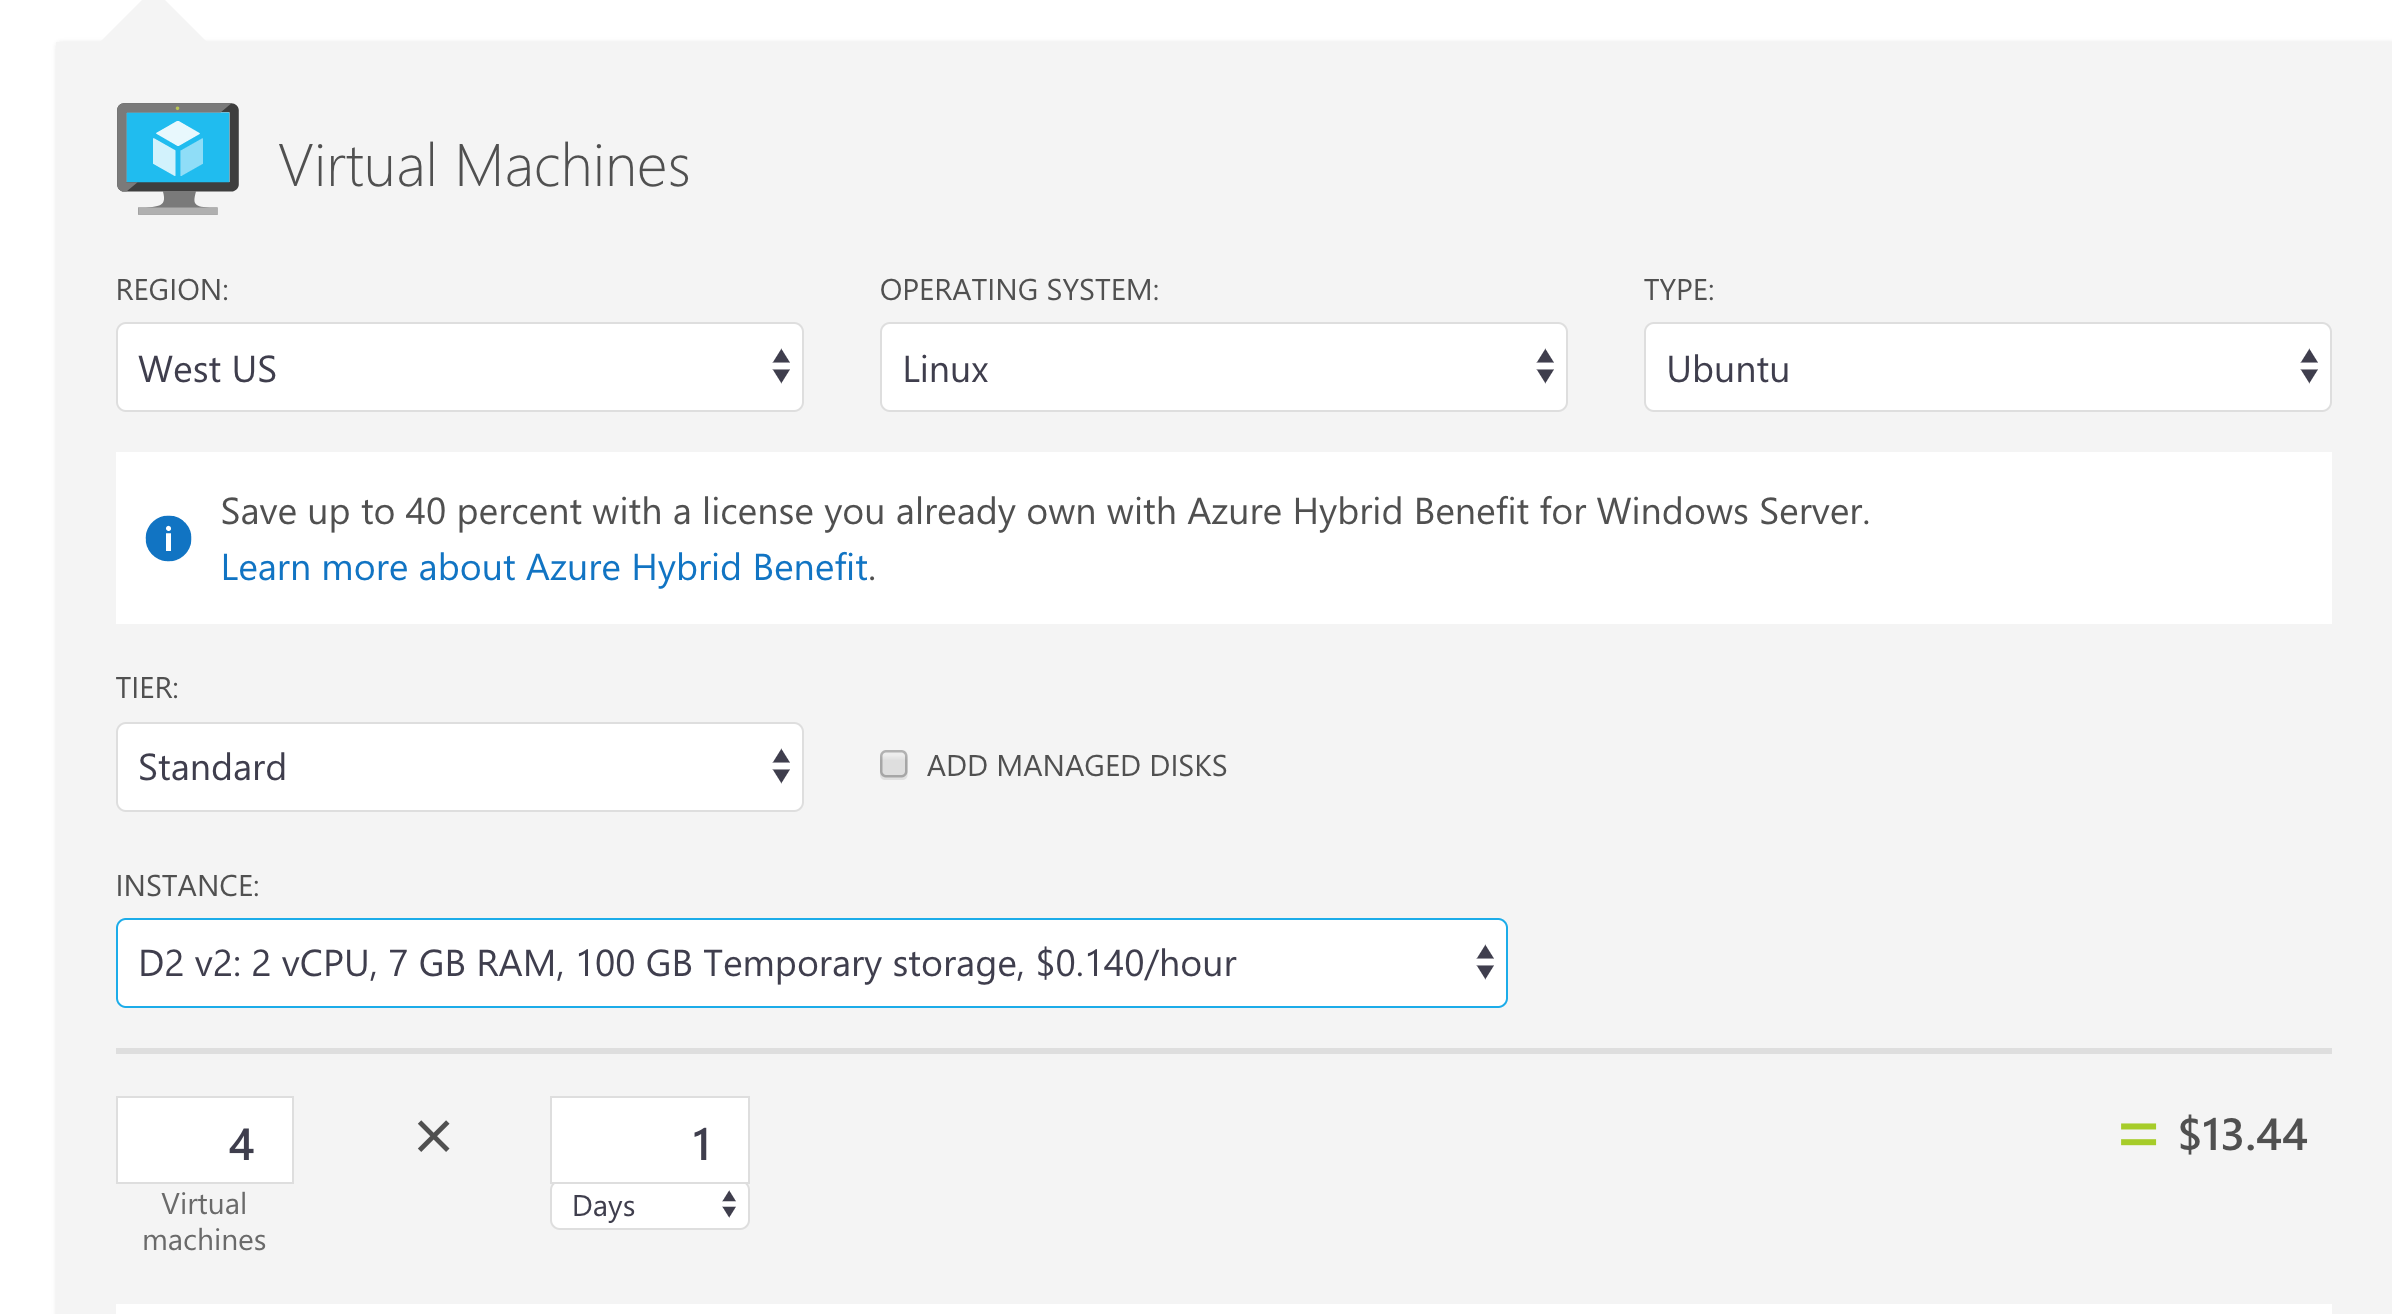 Virtual Machines
REGION:
OPERATING SYSTEM:
TYPE:
West US
Linux
Ubuntu
Save up to 40 percent with a license you already own with Azure Hybrid Benefit for Windows Server.
Learn more about Azure Hybrid Benefit.
TIER:
Standard
ADD MANAGED DISKS
INSTANCE:
D2 v2: 2 vCPU, 7 GB RAM, 100 GB Temporary storage, $0.140/hour
4
×
1
= $13.44
Virtual
machines
Days